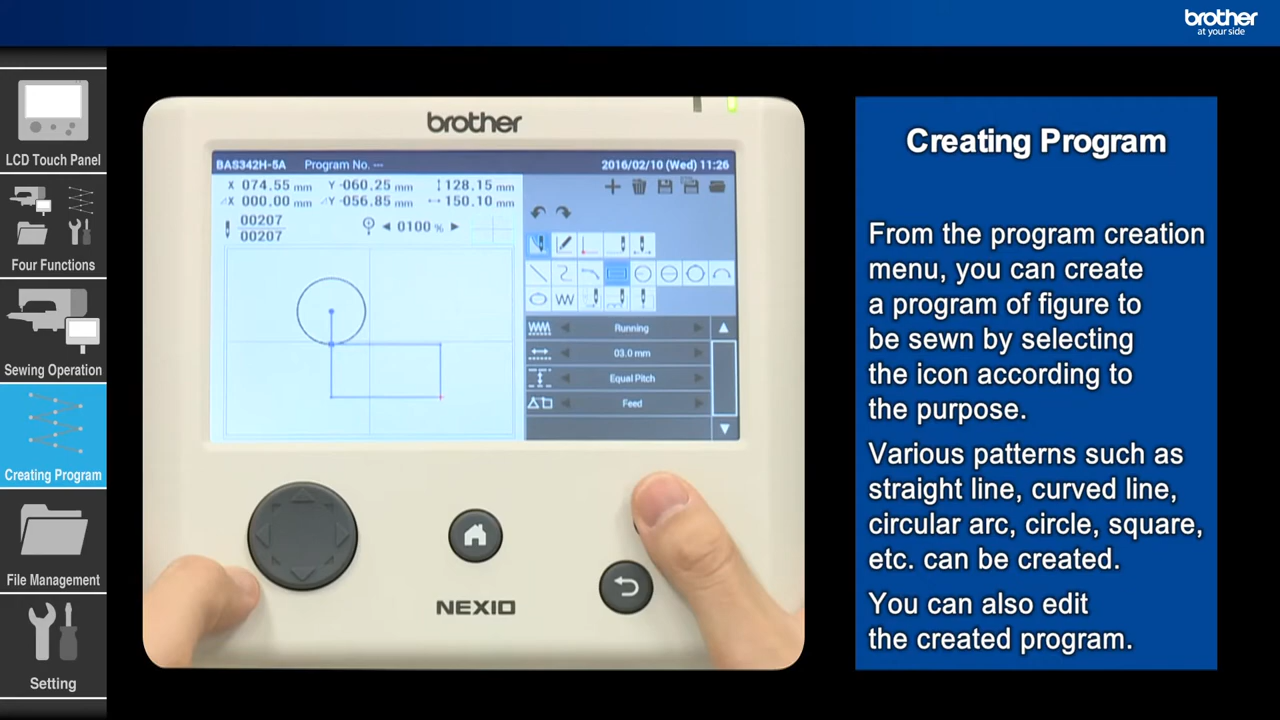 brother
at your side
LCD Touch Panel
Four Functions
Sewing Operation
Creating Program
File Management
Setting
brother
BAS342H-5A Program No. ---
2016/02/10 (Wed) 11:26
X 074.55 mm Y -060.25 mm ↕128.15 mm
⊿X 000.00 mm ⊿Y -056.85 mm ↔150.10 mm
00207
00207
◀ 0100 % ▶
Running
03.0 mm
Equal Pitch
Feed
NEXIO
Creating Program
From the program creation
menu, you can create
a program of figure to
be sewn by selecting
the icon according to
the purpose.
Various patterns such as
straight line, curved line,
circular arc, circle, square,
etc. can be created.
You can also edit
the created program.